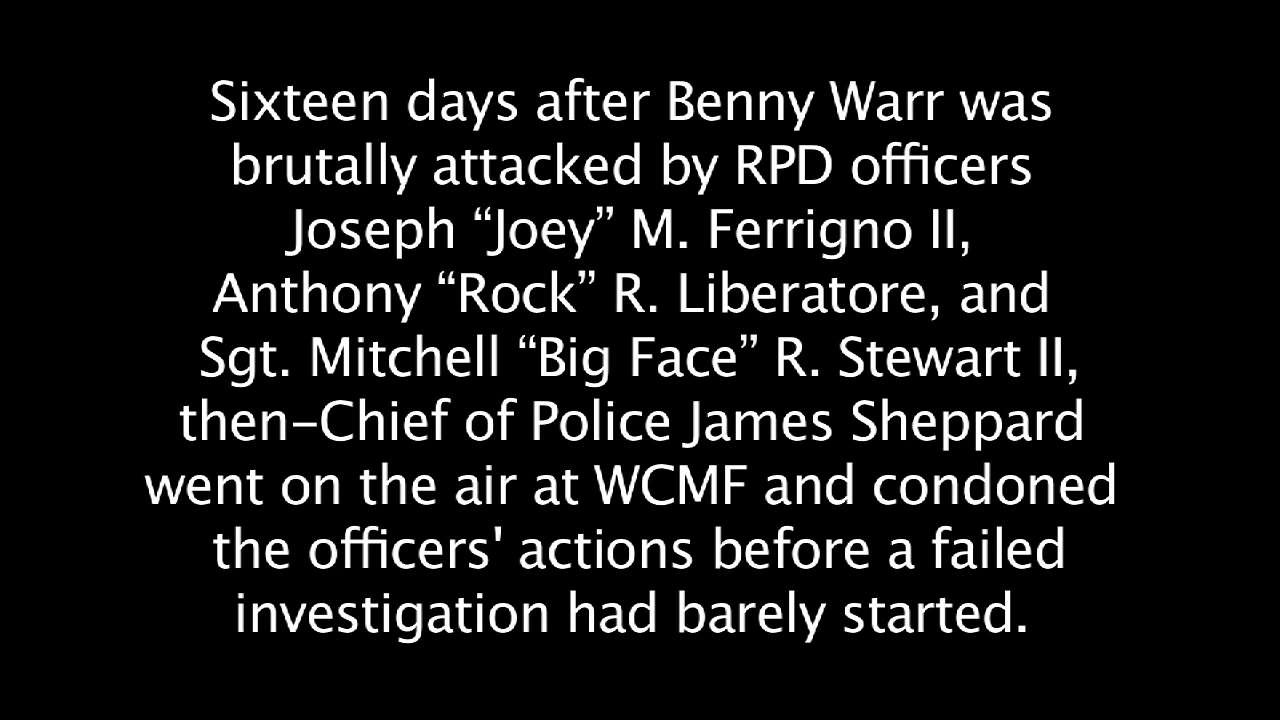 Sixteen days after Benny Warr was
brutally attacked by RPD officers
Joseph “Joey” M. Ferrigno II,
Anthony “Rock” R. Liberatore, and
Sgt. Mitchell “Big Face” R. Stewart II,
then–Chief of Police James Sheppard
went on the air at WCMF and condoned
the officers' actions before a failed
investigation had barely started.